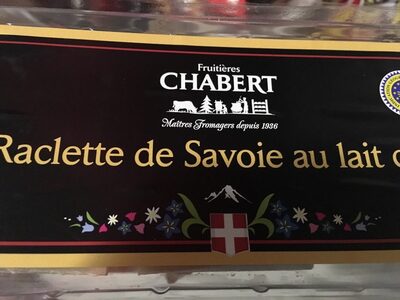 Fruitières
CHABERT
Maîtres Fromagers depuis 1936
Raclette de Savoie au lait